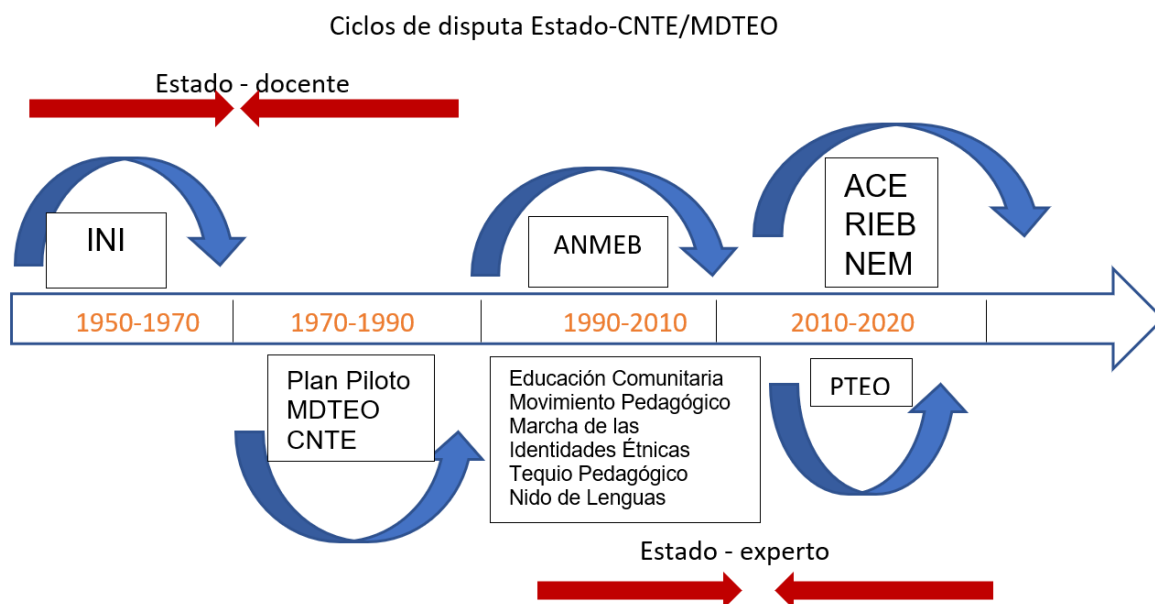 Ciclos de disputa Estado-CNTE/MDTEO
Estado - docente
INI
ANMEB
ACE
RIEB
NEM
1950-1970
1970-1990
1990-2010
2010-2020
Plan Piloto
MDTEO
CNTE
Educación Comunitaria
Movimiento Pedagógico
Marcha de las
Identidades Étnicas
Tequio Pedagógico
Nido de Lenguas
PTEO
Estado - experto